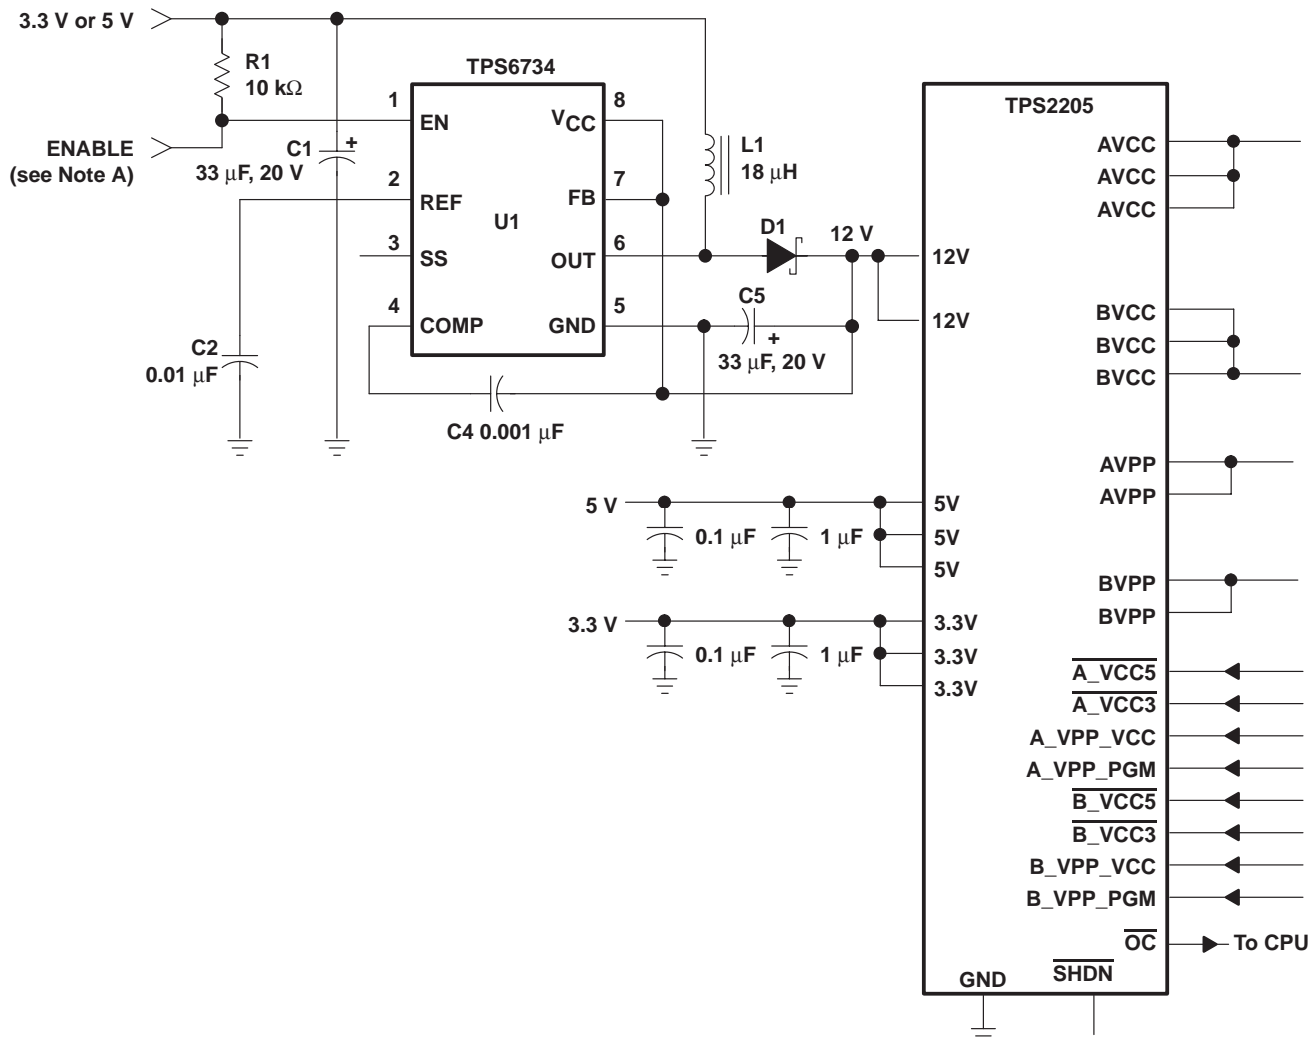 3.3 V or 5 V
R1
10 kΩ
ENABLE
(see Note A)
C1
+
33 μF, 20 V
C2
0.01 μF
TPS6734
1
EN
2
REF
3
SS
4
COMP
U1
8
VCC
7
FB
6
OUT
5
GND
C4 0.001 μF
L1
18 μH
D1
12 V
C5
+
33 μF, 20 V
5 V
0.1 μF
1 μF
3.3 V
0.1 μF
1 μF
TPS2205
12V
12V
5V
5V
5V
3.3V
3.3V
3.3V
AVCC
AVCC
AVCC
BVCC
BVCC
BVCC
AVPP
AVPP
BVPP
BVPP
A_VCC5
A_VCC3
A_VPP_VCC
A_VPP_PGM
B_VCC5
B_VCC3
B_VPP_VCC
B_VPP_PGM
OC
To CPU
GND
SHDN